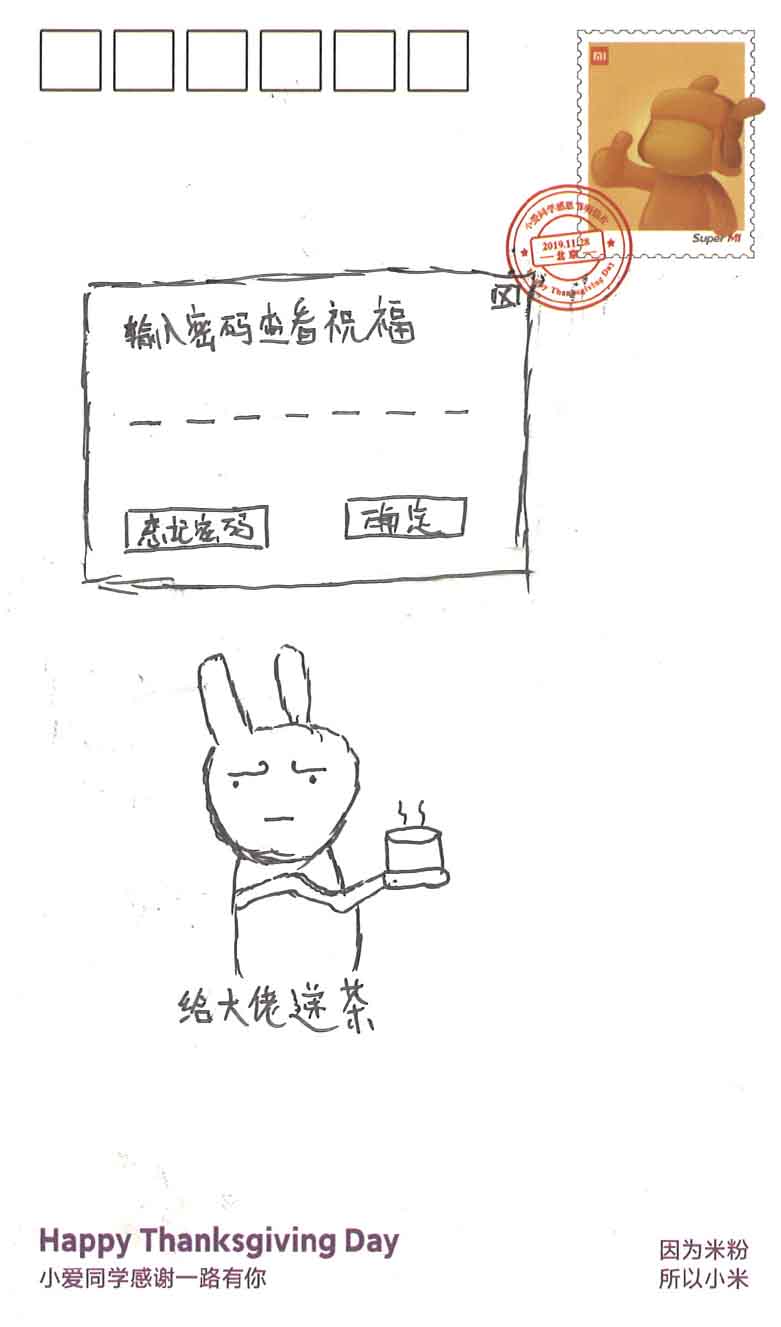 MI
Super MI
小爱同学感恩节明信片
2019.11.28
北京
Happy Thanksgiving Day
输入密码查看祝福
忘记密码
确定
给大佬递茶
Happy Thanksgiving Day
小爱同学感谢一路有你
因为米粉
所以小米